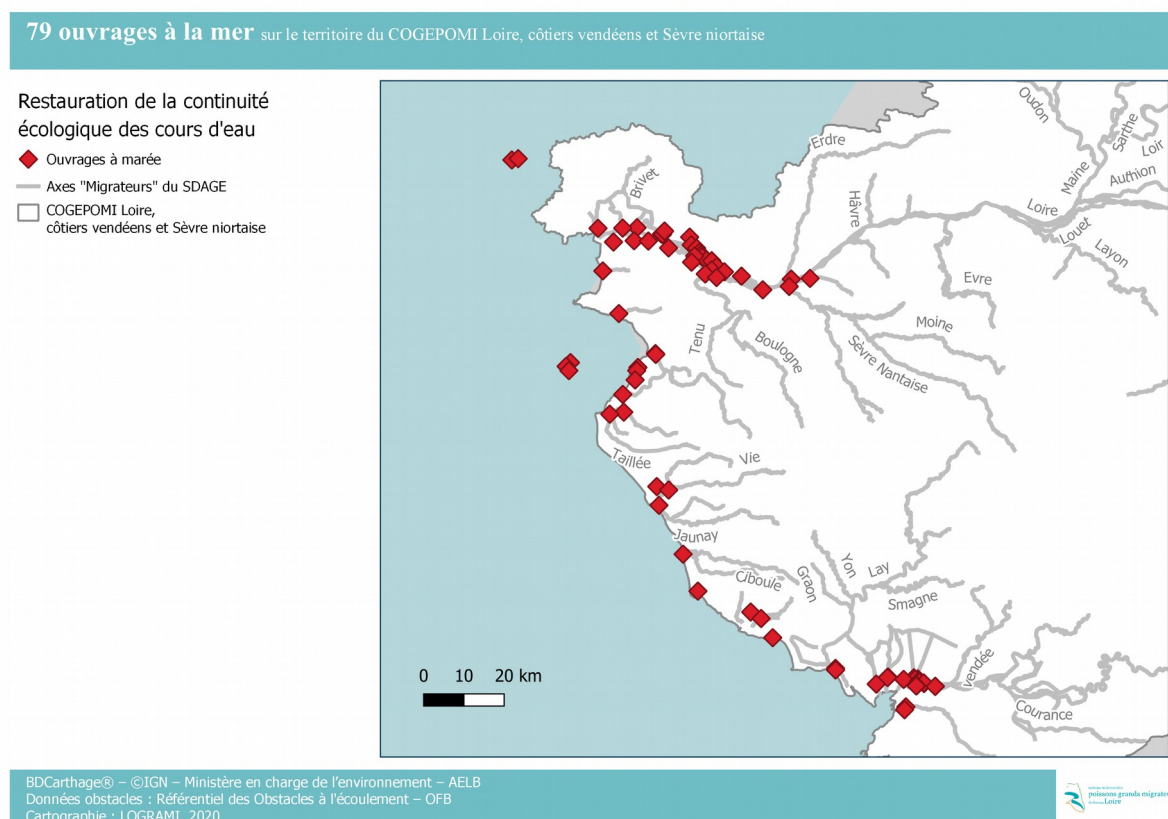 79 ouvrages à la mer sur le territoire du COGEPOMI Loire, côtiers vendéens et Sèvre niortaise
Restauration de la continuité
écologique des cours d'eau
Ouvrages à marée
Axes "Migrateurs" du SDAGE
COGEPOMI Loire,
côtiers vendéens et Sèvre niortaise
Oudon
Sarthe
Loir
Erdre
Maine
Authion
Brivet
Hâvre
Loire
Louet
Layon
Evre
Moine
Tenu
Boulogne
Sèvre Nantaise
Taillée
Vie
Jaunay
Ciboule
Graon
Yon
Lay
Smagne
vendée
Courance
0 10 20 km
BDCarthage® – ©IGN – Ministère en charge de l'environnement – AELB
Données obstacles : Référentiel des Obstacles à l'écoulement – OFB
Cartographie : LOGRAMI, 2020
poissons grands migrate
Loire